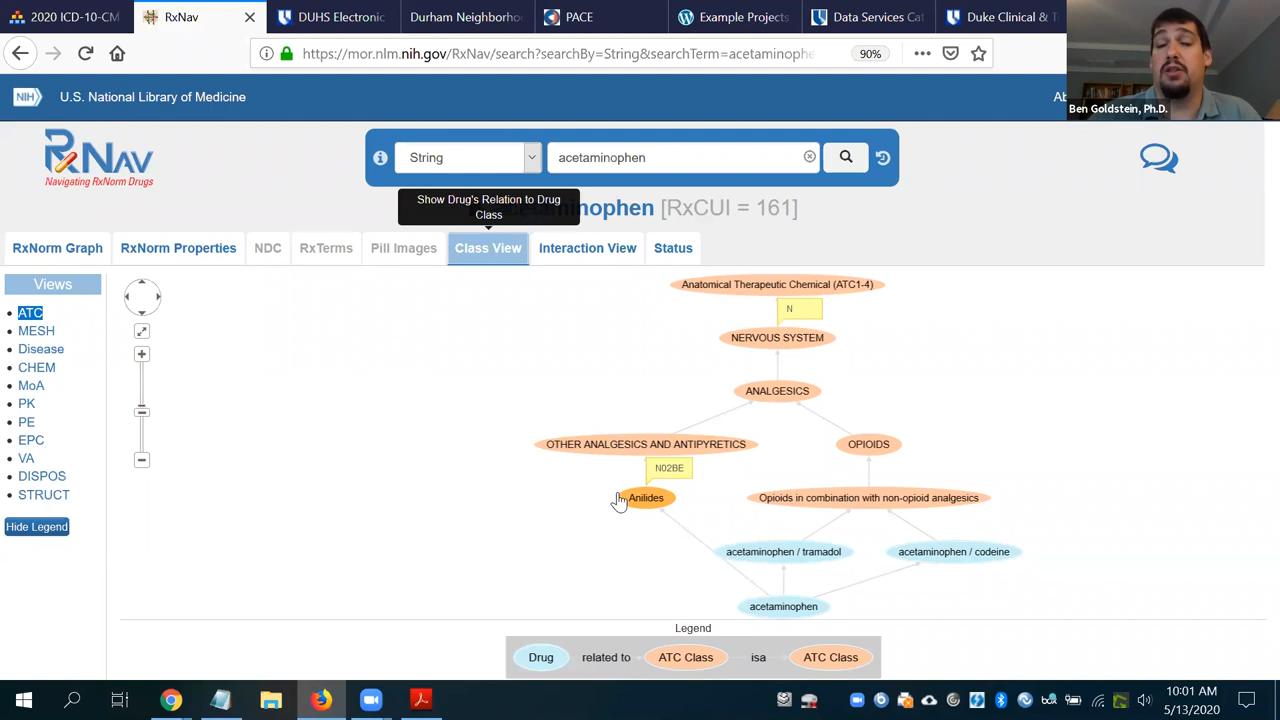 2020 ICD-10-CM
RxNav
DUHS Electronic
Durham Neighborho
PACE
Example Projects
Data Services Cat
Duke Clinical & T
https://mor.nlm.nih.gov/RxNav/search?searchBy=String&searchTerm=acetaminophe
90%
Ben Goldstein, Ph.D.
NIH
U.S. National Library of Medicine
Ab
RxNav
Navigating RxNorm Drugs
String
acetaminophen
Show Drug's Relation to Drug
Class
minophen [RxCUI = 161]
RxNorm Graph
RxNorm Properties
NDC
RxTerms
Pill Images
Class View
Interaction View
Status
Views
ATC
MESH
Disease
CHEM
MoA
PK
PE
EPC
VA
DISPOS
STRUCT
Hide Legend
Anatomical Therapeutic Chemical (ATC1-4)
N
NERVOUS SYSTEM
ANALGESICS
OTHER ANALGESICS AND ANTIPYRETICS
OPIOIDS
N02BE
Anilides
Opioids in combination with non-opioid analgesics
acetaminophen / tramadol
acetaminophen / codeine
acetaminophen
Legend
Drug related to ATC Class isa ATC Class
10:01 AM
5/13/2020